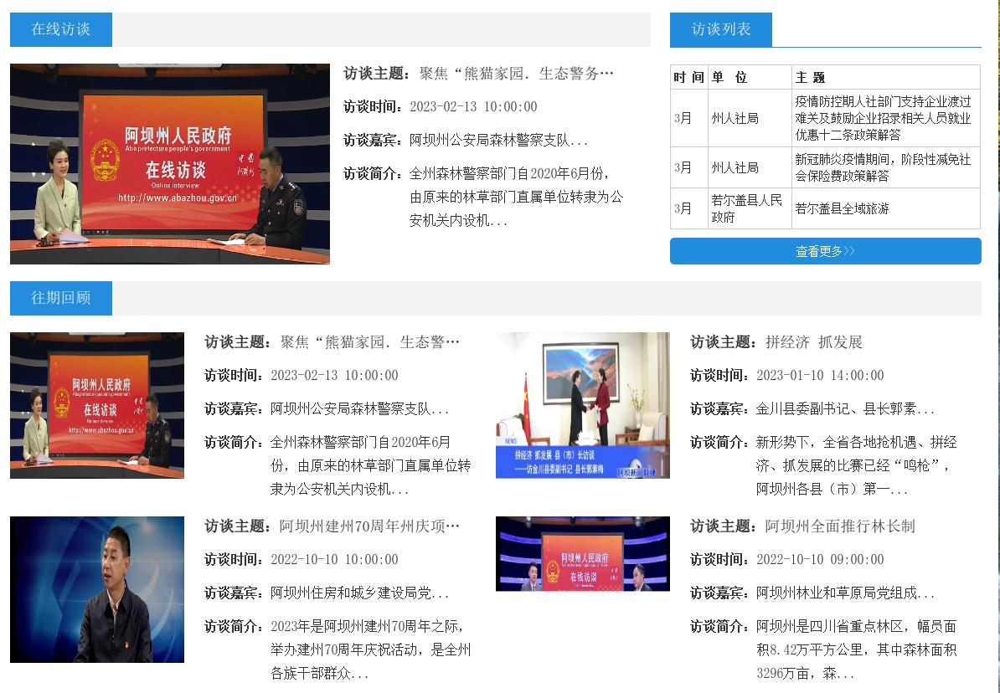 在线访谈
阿坝州人民政府
Aba prefecture people's government
在线访谈
Online interview
http://www.abazhou.gov.cn
访谈主题：聚焦“熊猫家园．生态警务…
访谈时间：2023-02-13 10:00:00
访谈嘉宾：阿坝州公安局森林警察支队...
访谈简介：全州森林警察部门自2020年6月份，
由原来的林草部门直属单位转隶为公
安机关内设机...
访谈列表
时 间 单 位 主 题
3月 州人社局 疫情防控期人社部门支持企业渡过
难关及鼓励企业招录相关人员就业
优惠十二条政策解答
3月 州人社局 新冠肺炎疫情期间，阶段性减免社
会保险费政策解答
3月 若尔盖县人民
政府 若尔盖县全域旅游
查看更多>>
往期回顾
阿坝州人民政府
Aba prefecture people's government
在线访谈
Online interview
http://www.abazhou.gov.cn
访谈主题：聚焦“熊猫家园．生态警…
访谈时间：2023-02-13 10:00:00
访谈嘉宾：阿坝州公安局森林警察支队...
访谈简介：全州森林警察部门自2020年6月
份，由原来的林草部门直属单位转
隶为公安机关内设机...
NEWS
拼经济 抓发展 县（市）长访谈
——访金川县委副书记 县长郭素梅
阿坝新闻联播
访谈主题：拼经济 抓发展
访谈时间：2023-01-10 14:00:00
访谈嘉宾：金川县委副书记、县长郭素...
访谈简介：新形势下，全省各地抢机遇、拼经
济、抓发展的比赛已经“鸣枪”，
阿坝州各县（市）第一...
访谈主题：阿坝州建州70周年州庆项…
访谈时间：2022-10-10 10:00:00
访谈嘉宾：阿坝州住房和城乡建设局党...
访谈简介：2023年是阿坝州建州70周年之际，
举办建州70周年庆祝活动，是全州
各族干部群众...
阿坝州人民政府
在线访谈
访谈主题：阿坝州全面推行林长制
访谈时间：2022-10-10 09:00:00
访谈嘉宾：阿坝州林业和草原局党组成...
访谈简介：阿坝州是四川省重点林区，幅员面
积8.42万平方公里，其中森林面积
3296万亩，森...